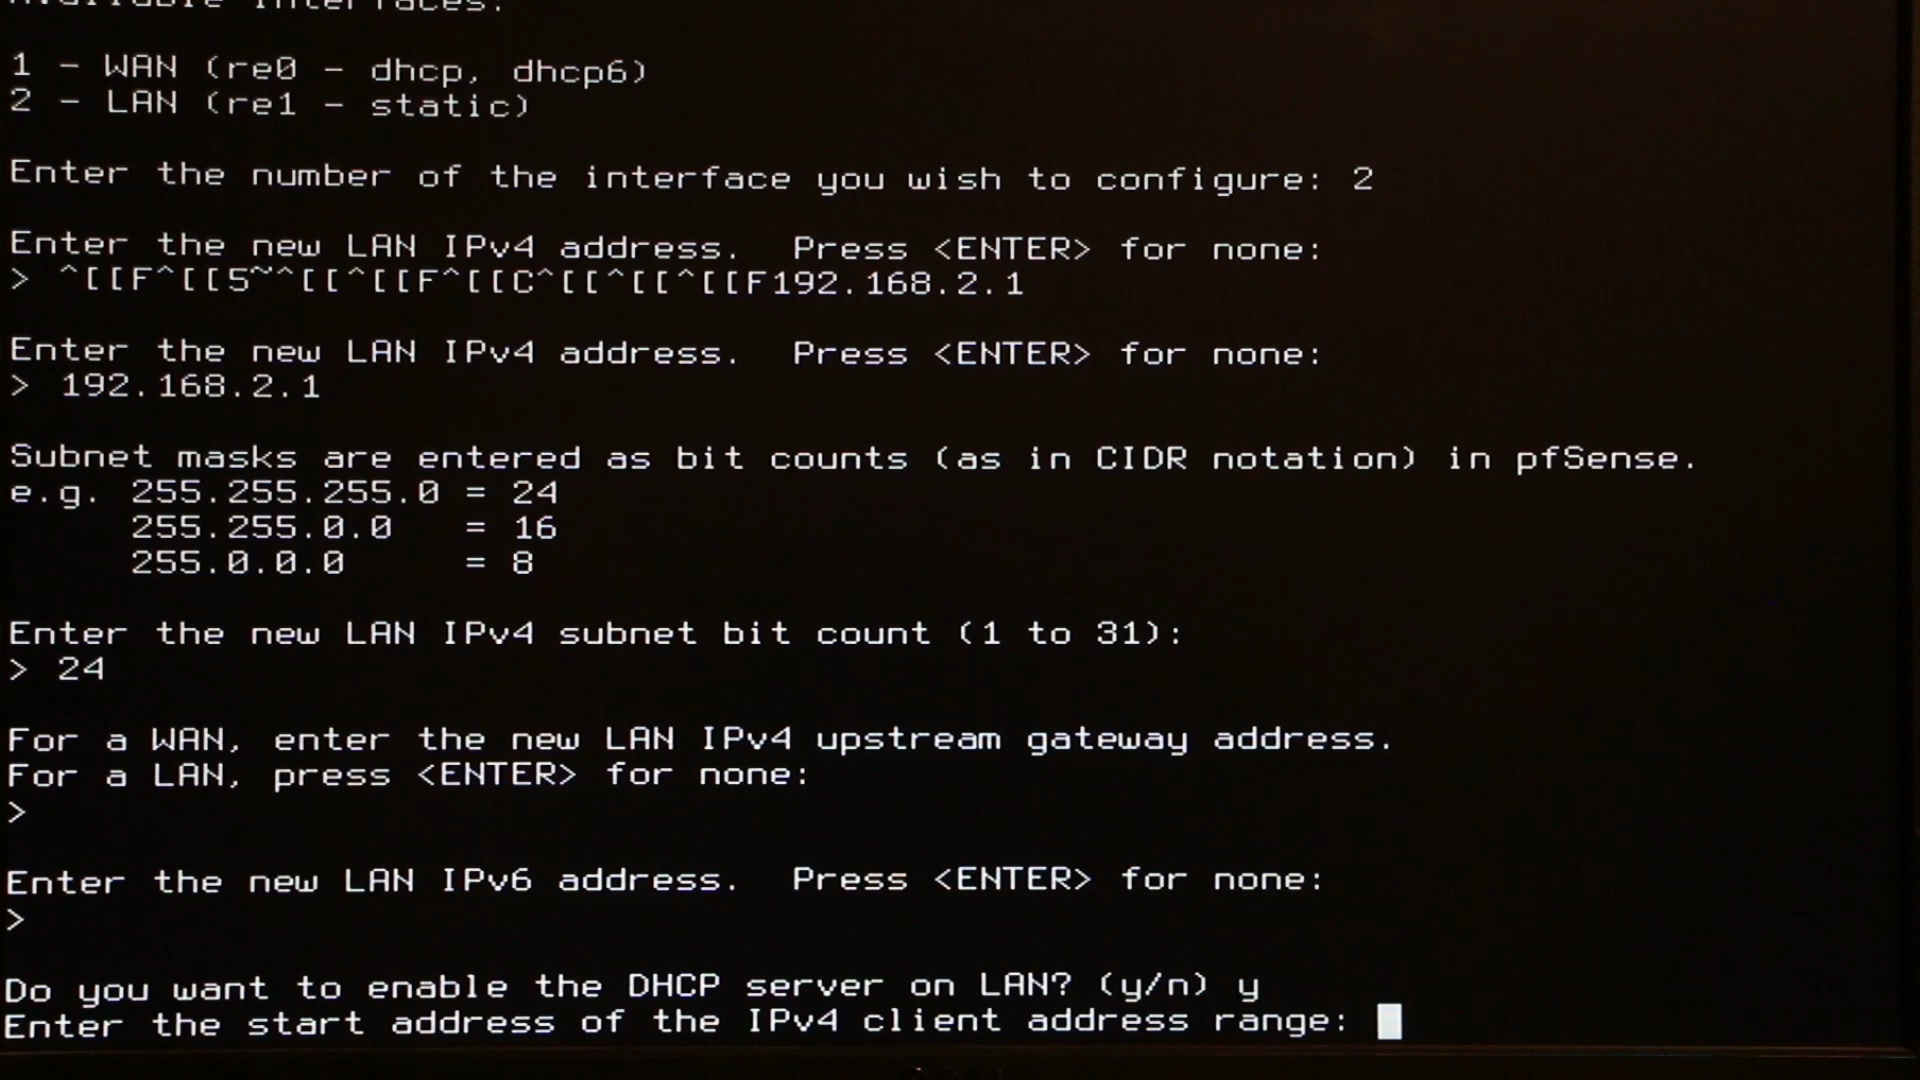 Available interfaces:
1 - WAN (re0 - dhcp, dhcp6)
2 - LAN (re1 - static)
Enter the number of the interface you wish to configure: 2
Enter the new LAN IPv4 address.  Press <ENTER> for none:
> ^[[F^[[5~^[[^[[F^[[C^[[^[[^[[F192.168.2.1
Enter the new LAN IPv4 address.  Press <ENTER> for none:
> 192.168.2.1
Subnet masks are entered as bit counts (as in CIDR notation) in pfSense.
e.g. 255.255.255.0 = 24
255.255.0.0   = 16
255.0.0.0     = 8
Enter the new LAN IPv4 subnet bit count (1 to 31):
> 24
For a WAN, enter the new LAN IPv4 upstream gateway address.
For a LAN, press <ENTER> for none:
>
Enter the new LAN IPv6 address.  Press <ENTER> for none:
>
Do you want to enable the DHCP server on LAN? (y/n) y
Enter the start address of the IPv4 client address range: